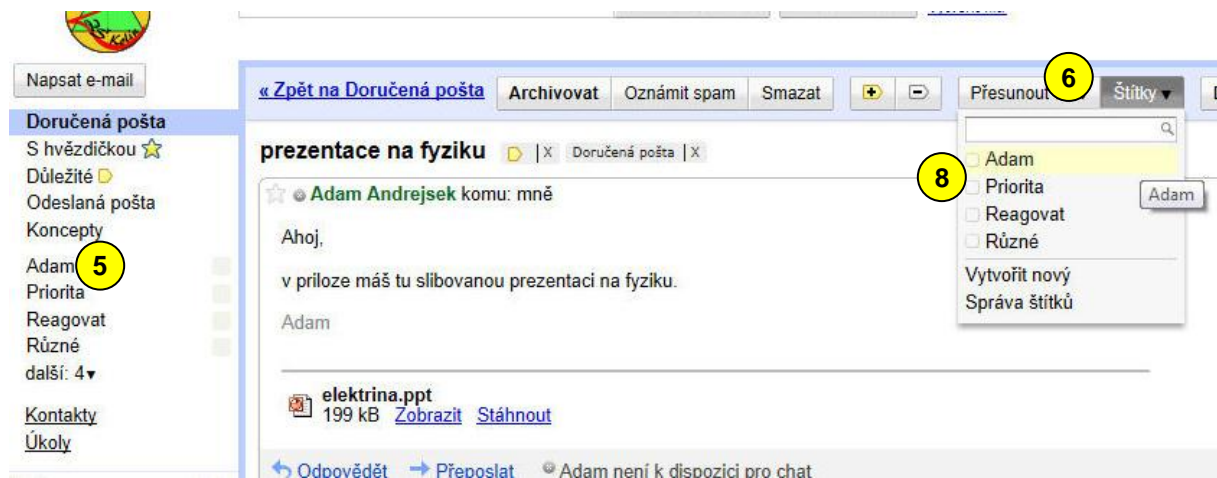 Napsat e-mail
Doručená pošta
S hvězdičkou
Důležité
Odeslaná pošta
Koncepty
Adam 5
Priorita
Reagovat
Různé
další: 4▾
Kontakty
Úkoly
« Zpět na Doručená pošta Archivovat Oznámit spam Smazat Přesunout 6 Štítky ▾
prezentace na fyziku | X Doručená pošta | X
Adam Andrejsek komu: mně
Ahoj,
v priloze máš tu slibovanou prezentaci na fyziku.
Adam
elektrina.ppt
199 kB Zobrazit Stáhnout
Odpovědět Přeposlat Adam není k dispozici pro chat
8
Adam
Priorita
Adam
Reagovat
Různé
Vytvořit nový
Správa štítků